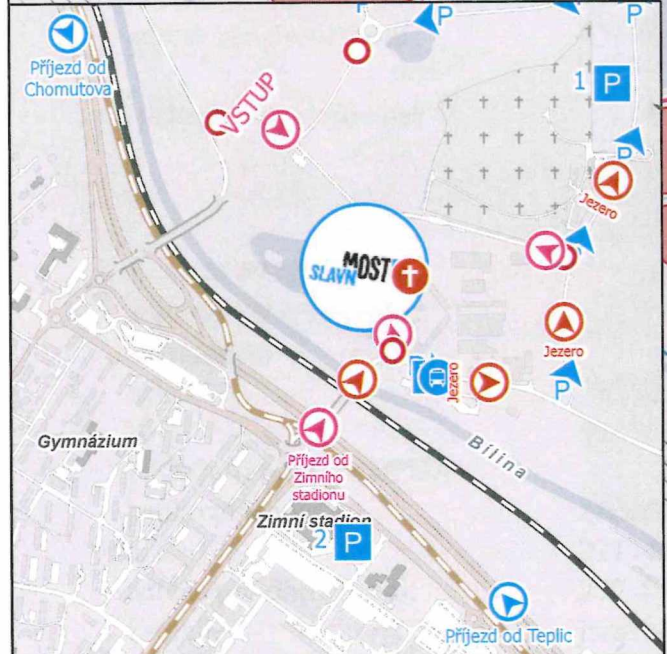 P
P
P
Příjezd od
Chomutova
VSTUP
1 P
P
Jezero
MOST
SLAVN
Jezero
P
Jezero
Gymnázium
Bílina
Příjezd od
Zimního
stadionu
Zimní stadion
2 P
Příjezd od Teplic